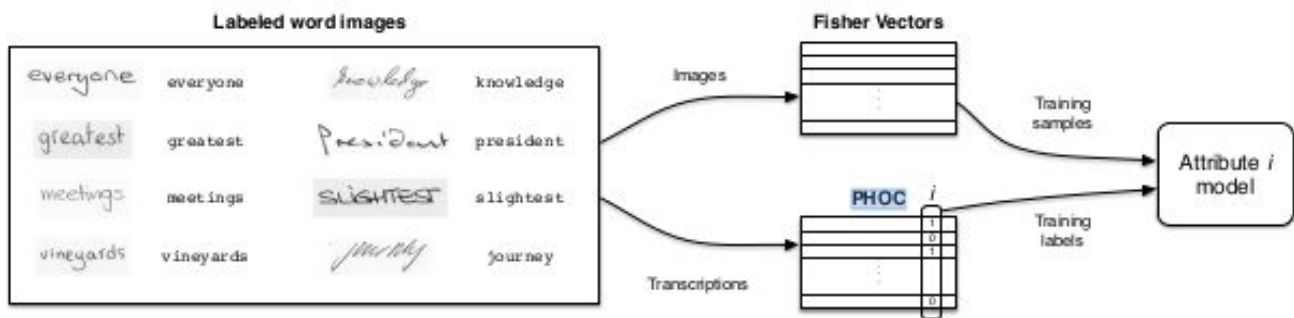 Labeled word images
Fisher Vectors
everyone everyone knowledge knowledge
greatest greatest President president
meetings meetings SLIGHTEST slightest
vineyards vineyards journey journey
Images
Transcriptions
PHOC
i
1
0
1
0
Training
samples
Training
labels
Attribute i
model